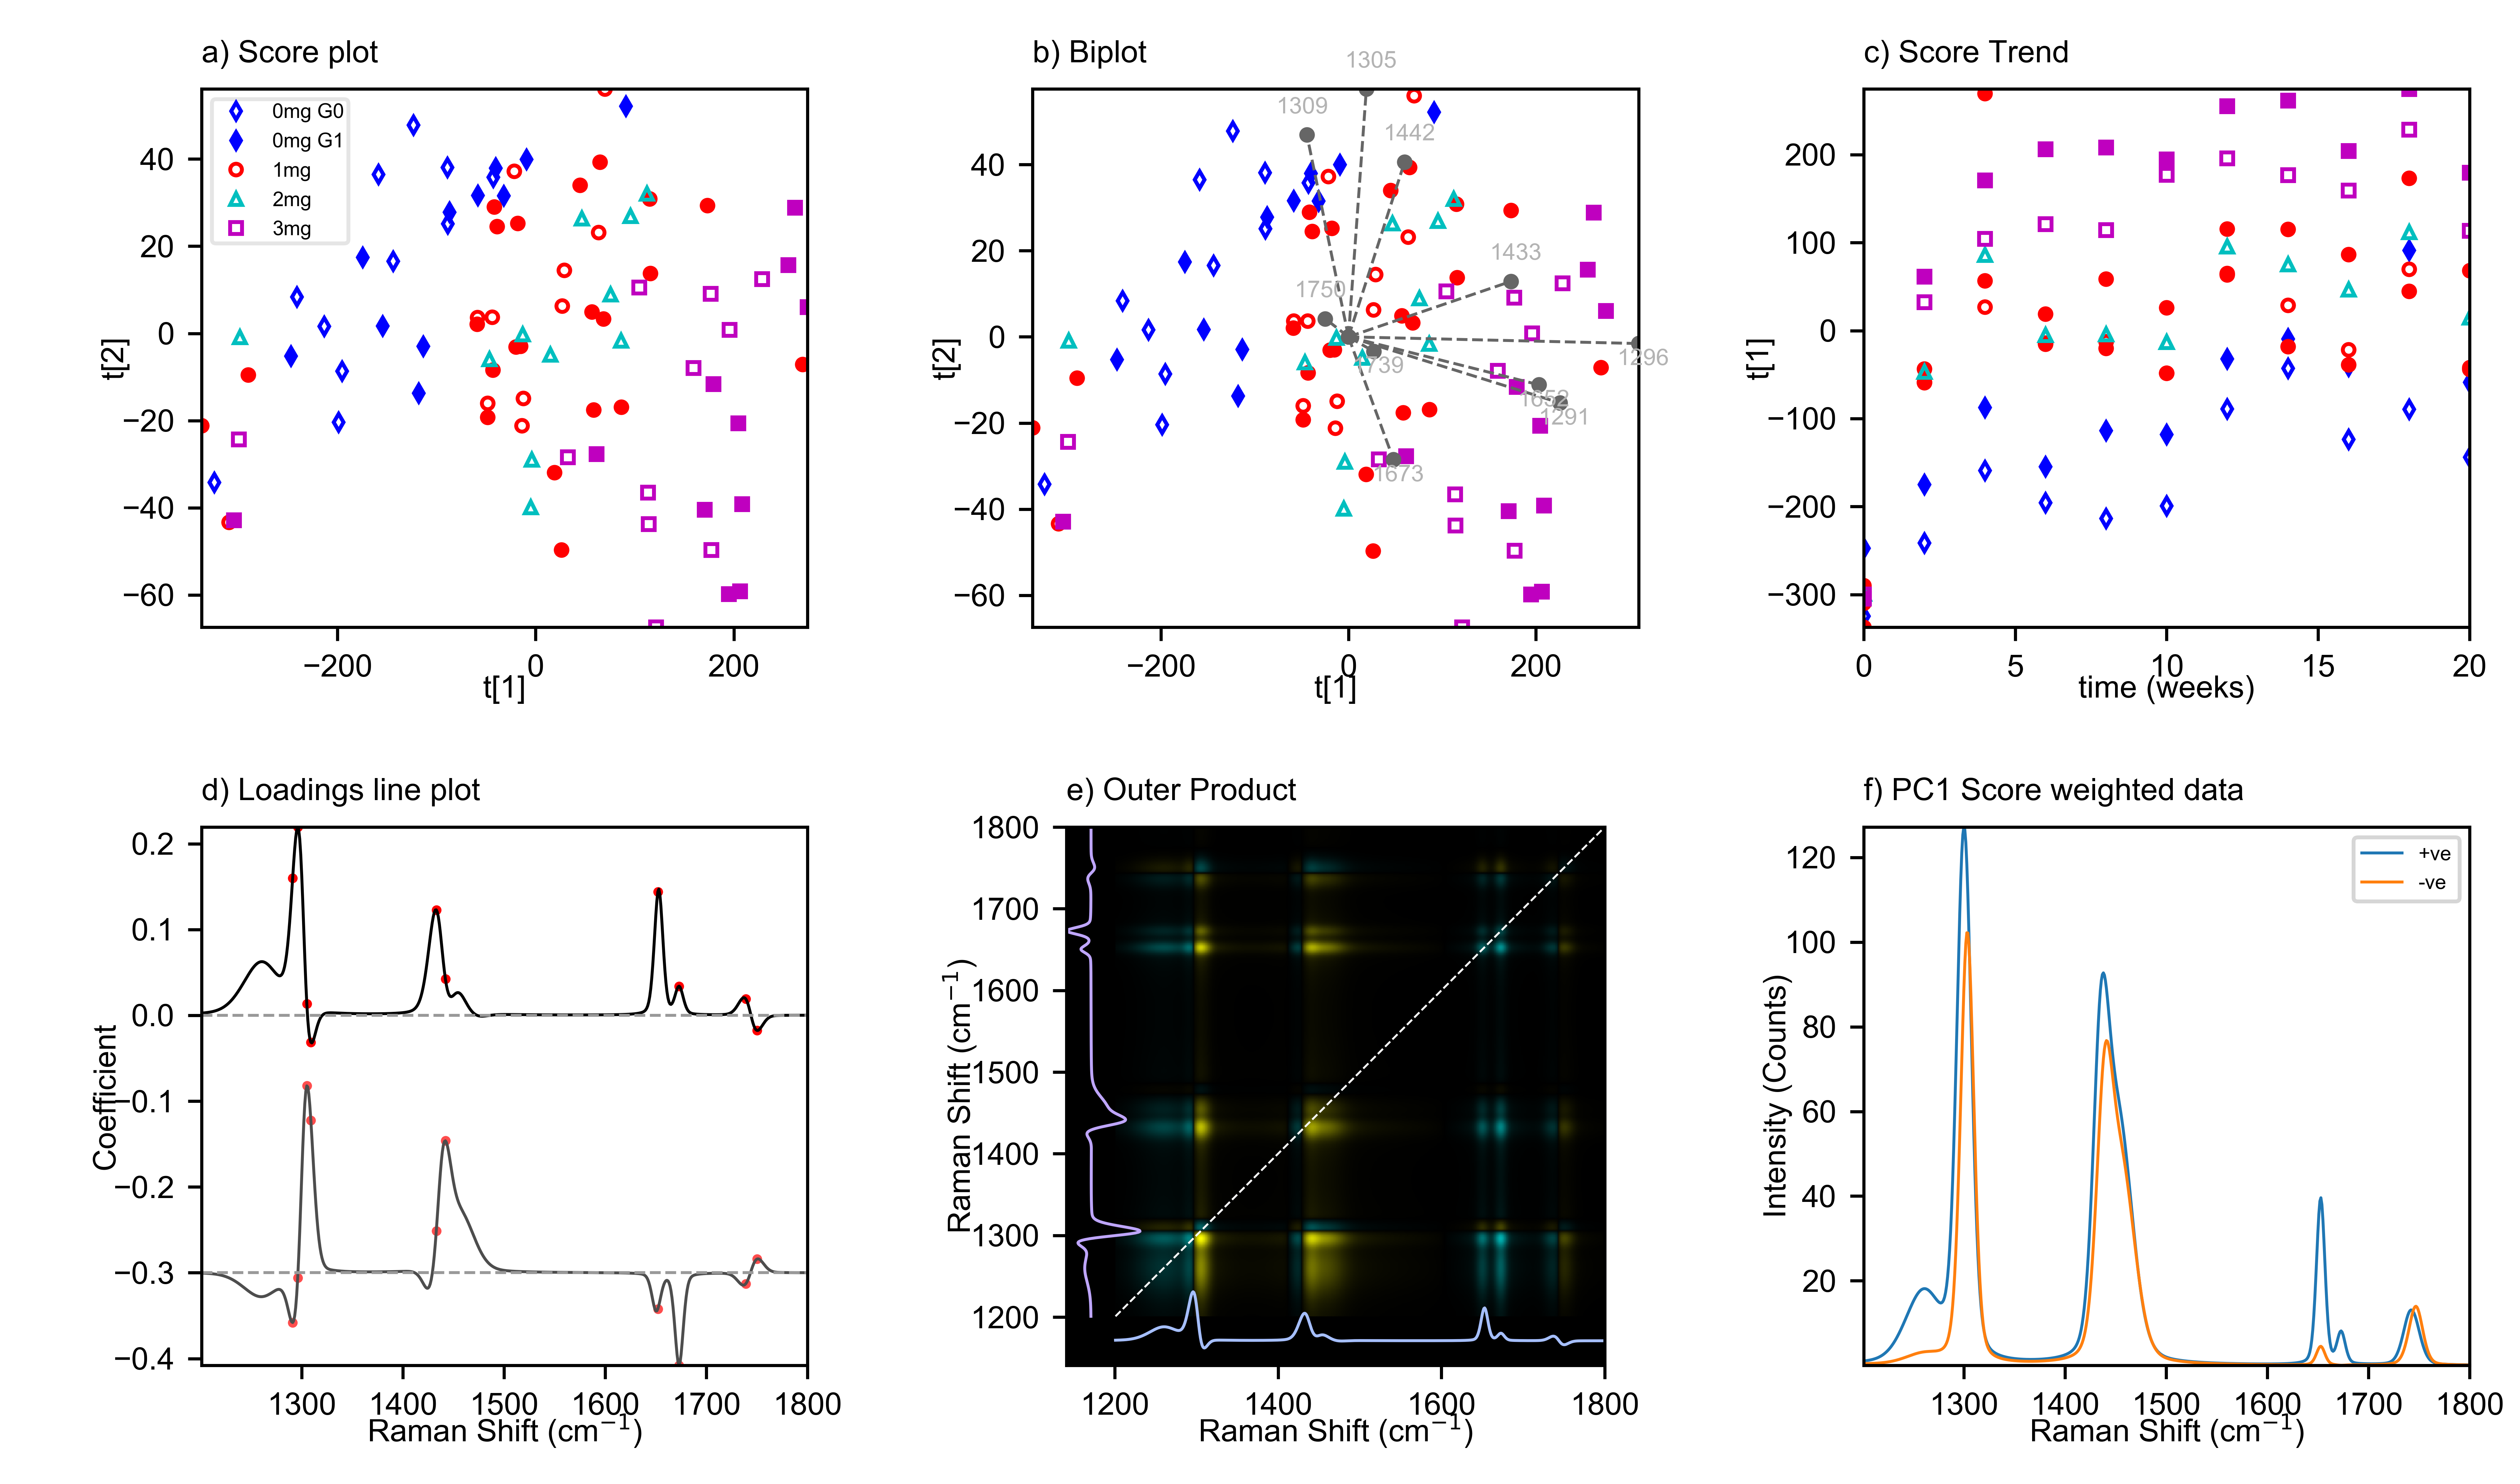 a) Score plot
0mg G0
0mg G1
1mg
2mg
3mg
40
20
0
−20
−40
−60
t[2]
−200
0
200
t[1]
b) Biplot
1305
1309
1442
1433
1750
1296
1652
1291
1673
40
20
0
−20
−40
−60
t[2]
−200
0
200
t[1]
c) Score Trend
200
100
0
−100
−200
−300
t[1]
0
5
10
15
20
time (weeks)
d) Loadings line plot
0.2
0.1
0.0
−0.1
−0.2
−0.3
−0.4
Coefficient
1300
1400
1500
1600
1700
1800
Raman Shift (cm⁻¹)
e) Outer Product
1800
1700
1600
1500
1400
1300
1200
Raman Shift (cm⁻¹)
1200
1400
1600
1800
Raman Shift (cm⁻¹)
f) PC1 Score weighted data
+ve
-ve
120
100
80
60
40
20
Intensity (Counts)
1300
1400
1500
1600
1700
1800
Raman Shift (cm⁻¹)